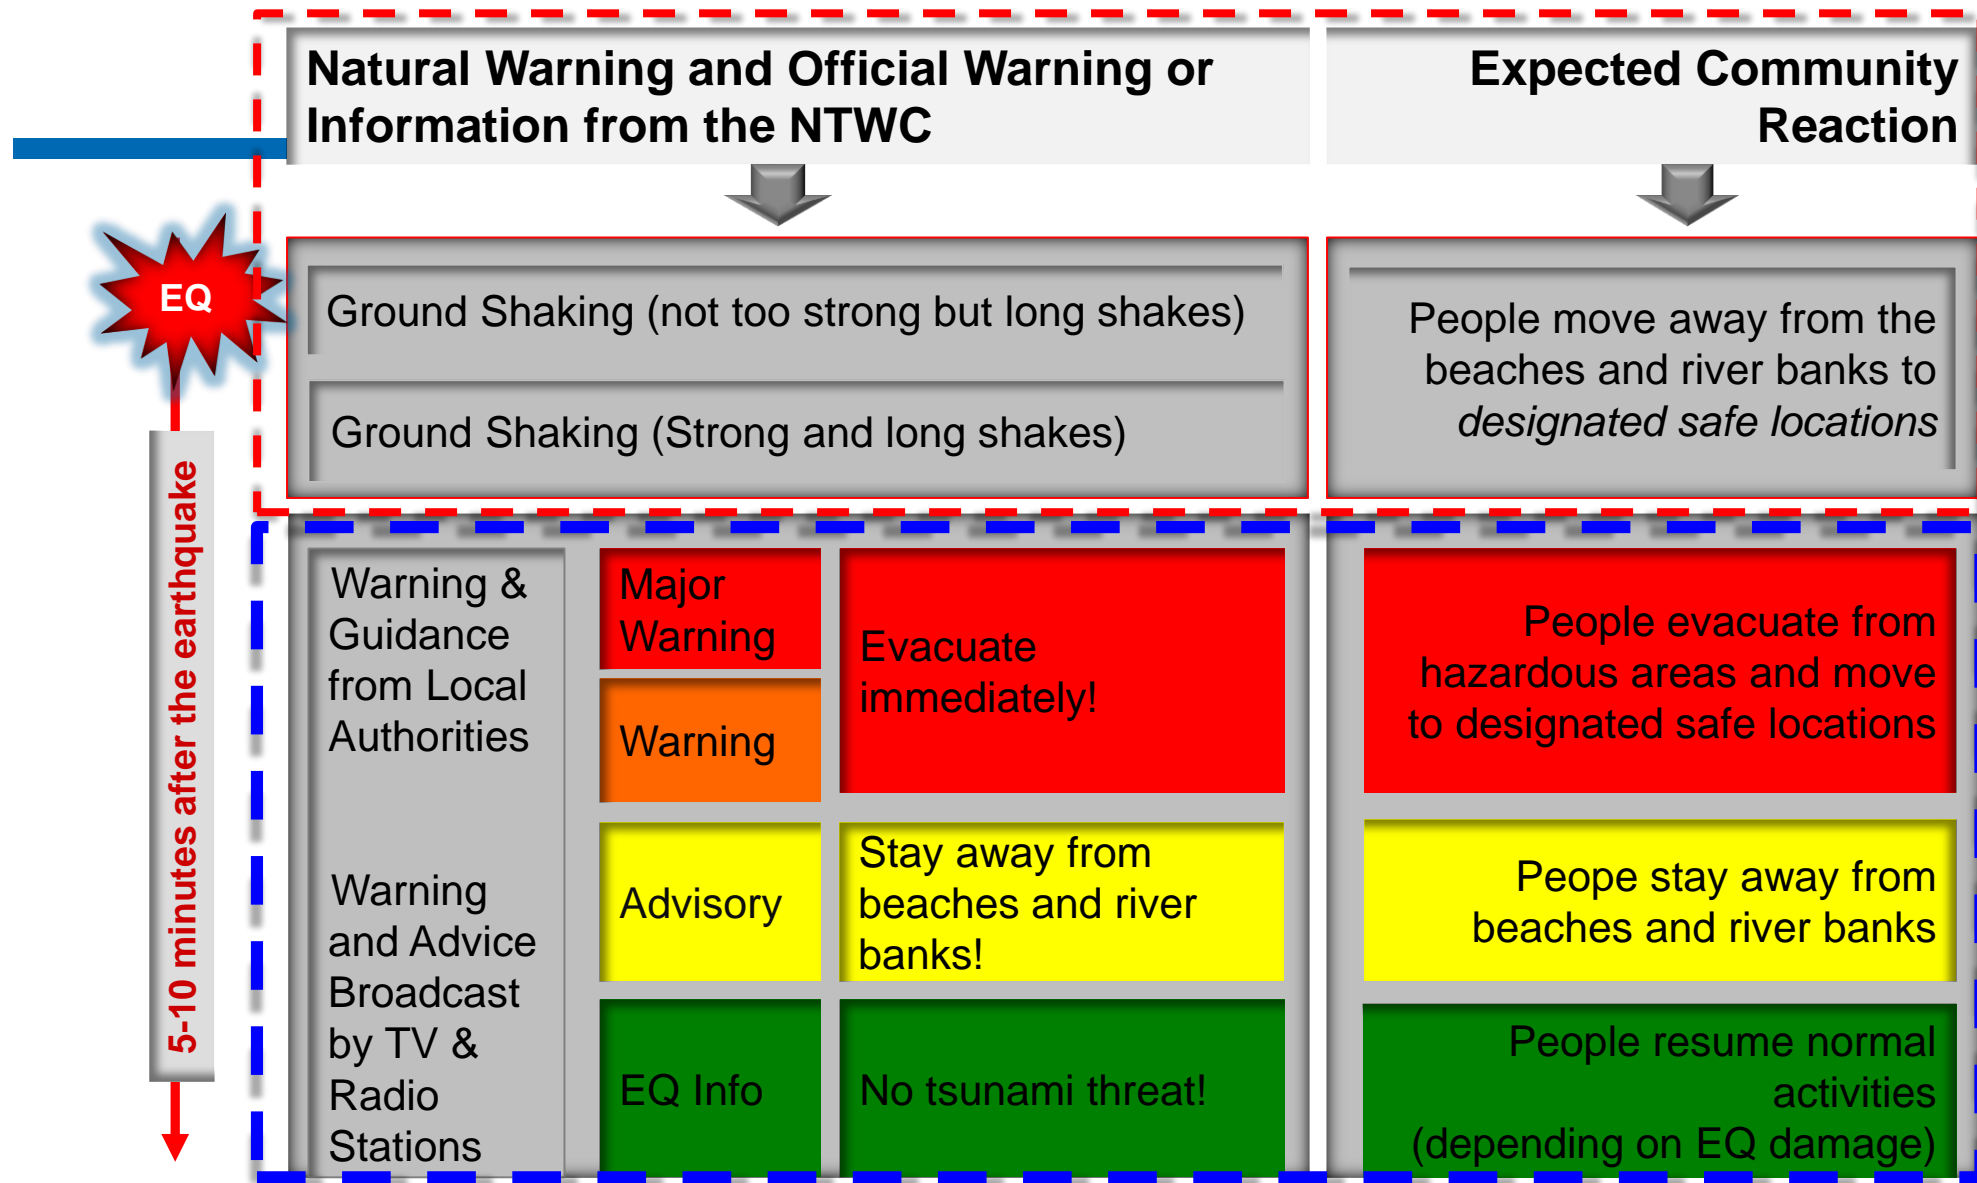 Natural Warning and Official Warning or
Information from the NTWC
Expected Community
Reaction
EQ
Ground Shaking (not too strong but long shakes)
Ground Shaking (Strong and long shakes)
People move away from the
beaches and river banks to
designated safe locations
5-10 minutes after the earthquake
Warning &
Guidance
from Local
Authorities
Warning
and Advice
Broadcast
by TV &
Radio
Stations
Major
Warning
Warning
Evacuate
immediately!
People evacuate from
hazardous areas and move
to designated safe locations
Advisory
Stay away from
beaches and river
banks!
Peope stay away from
beaches and river banks
EQ Info
No tsunami threat!
People resume normal
activities
(depending on EQ damage)